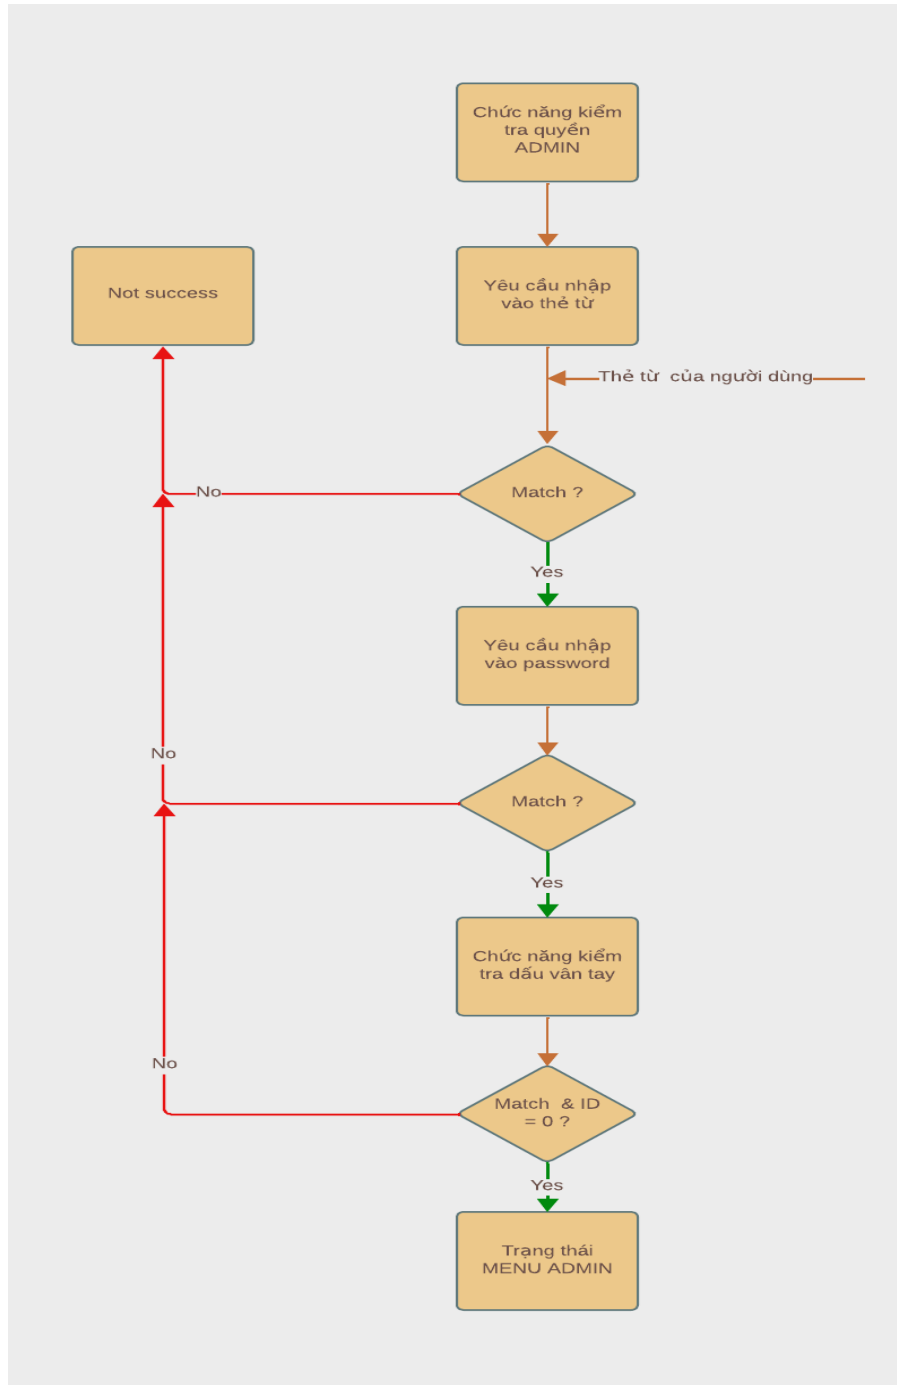 Chức năng kiểm
tra quyền
ADMIN
Not success
Yêu cầu nhập
vào thẻ từ
Thẻ từ  của người dùng
No
Match ?
Yes
Yêu cầu nhập
vào password
No
Match ?
Yes
Chức năng kiểm
tra dấu vân tay
No
Match  & ID
= 0 ?
Yes
Trạng thái
MENU ADMIN